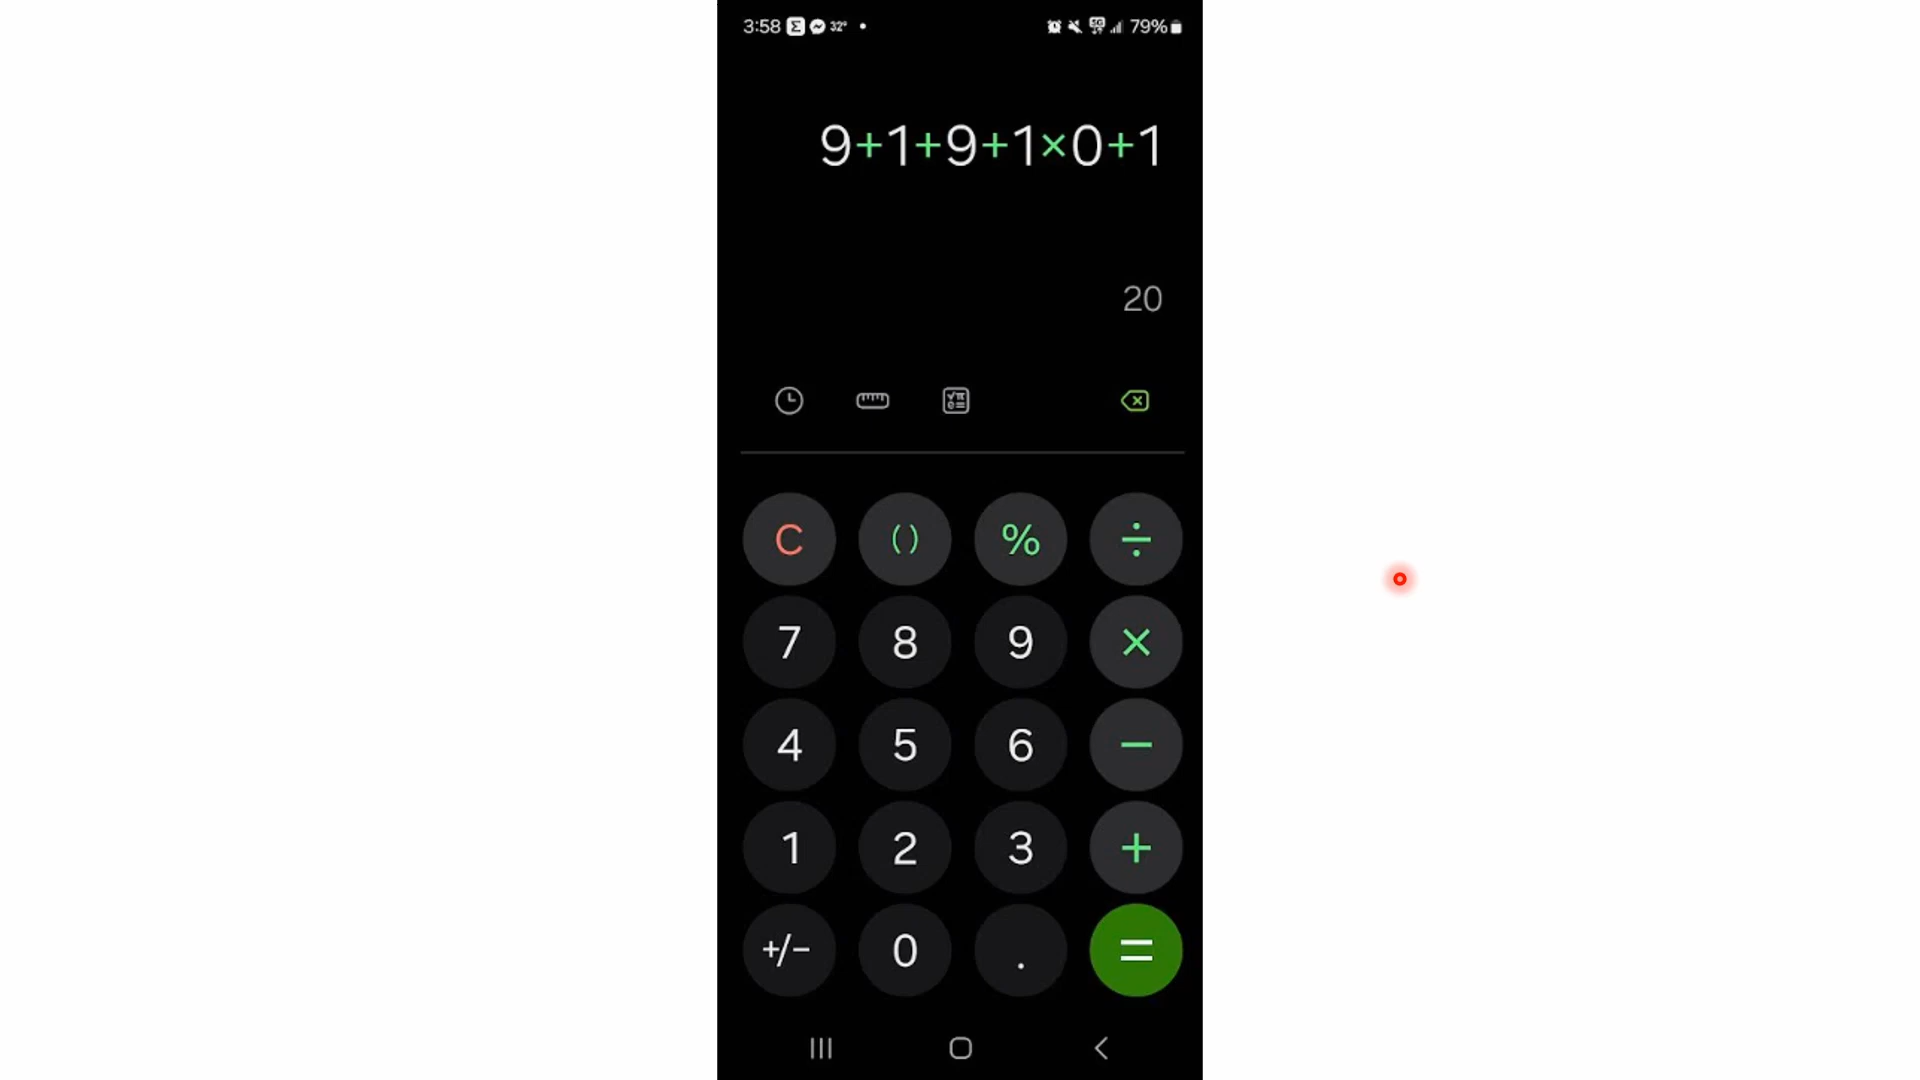 3:58 Σ 32° 5G 79%
9+1+9+1×0+1
20
C () % ÷
7 8 9 ×
4 5 6 −
1 2 3 +
+/− 0 . =